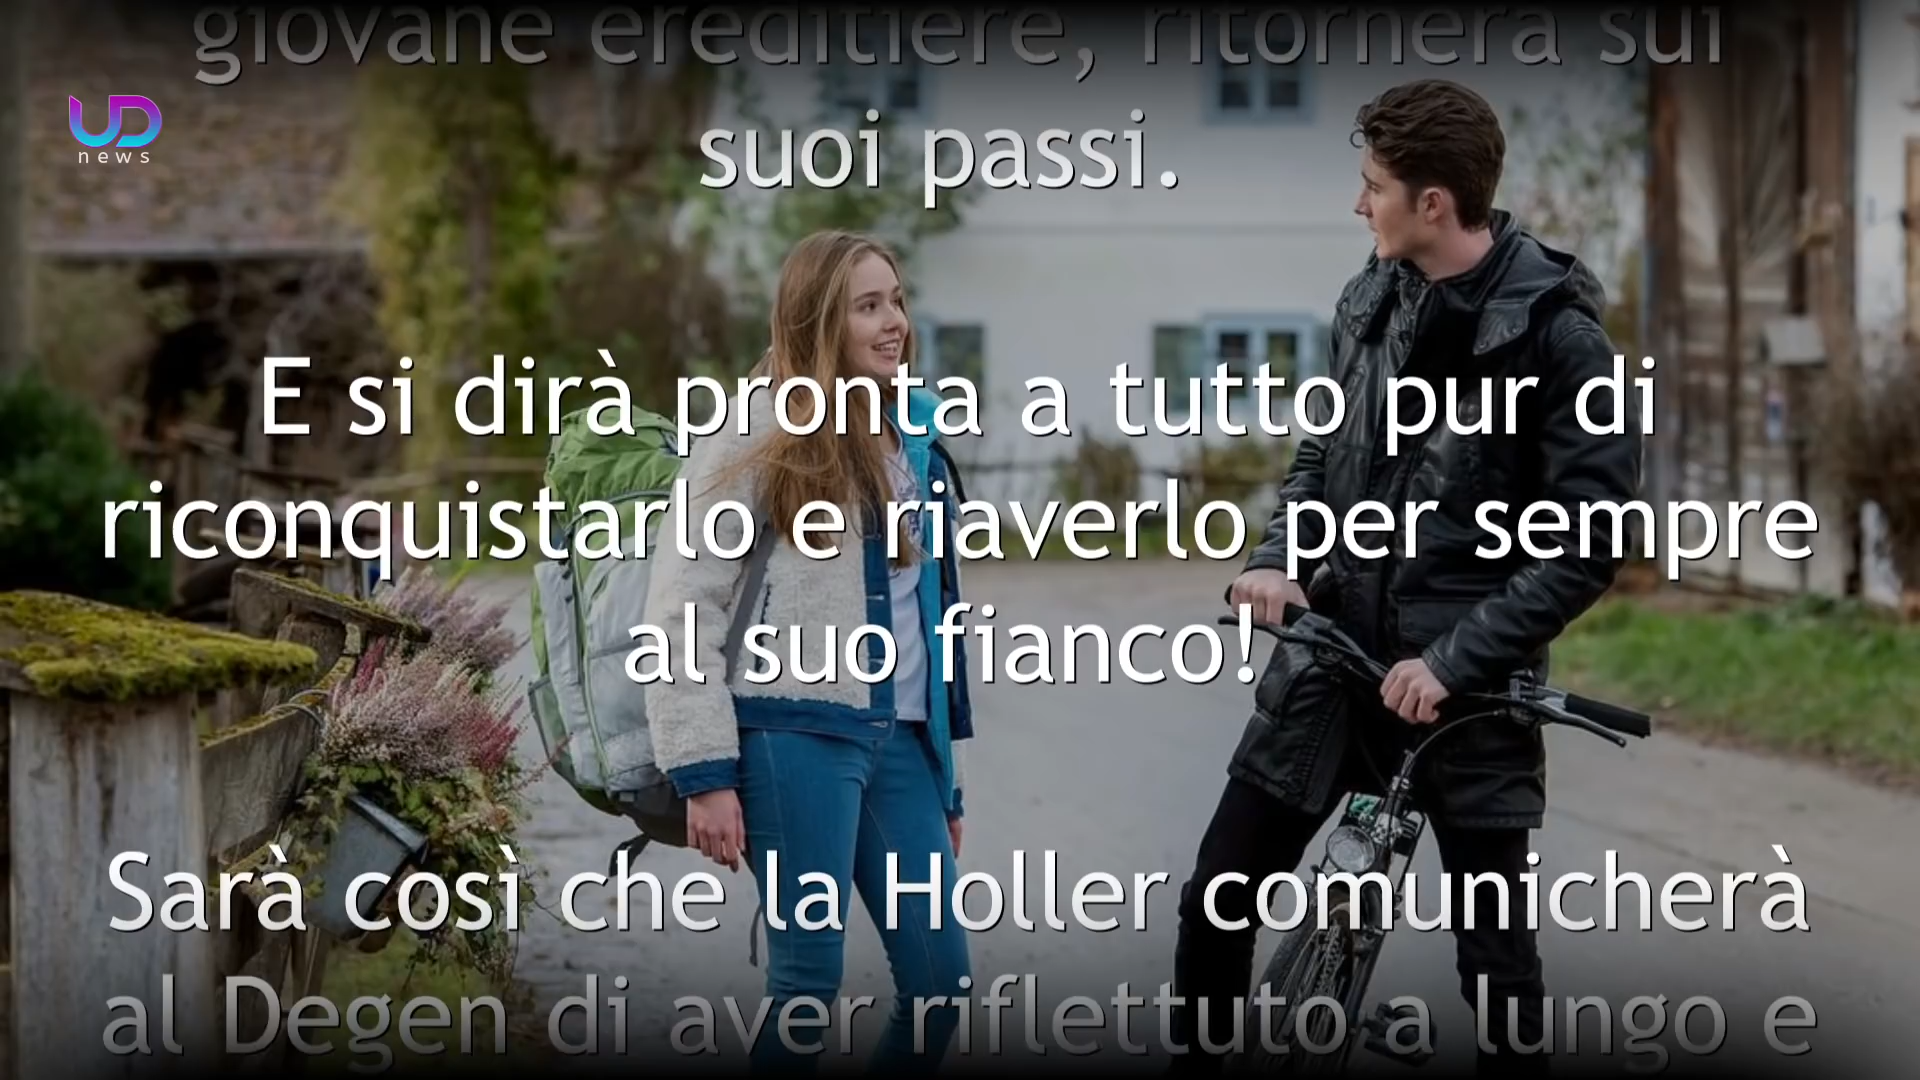 giovane ereditiere, ritornerà sui
suoi passi.
UD
news
E si dirà pronta a tutto pur di
riconquistarlo e riaverlo per sempre
al suo fianco!
Sarà così che la Holler comunicherà
al Degen di aver riflettuto a lungo e